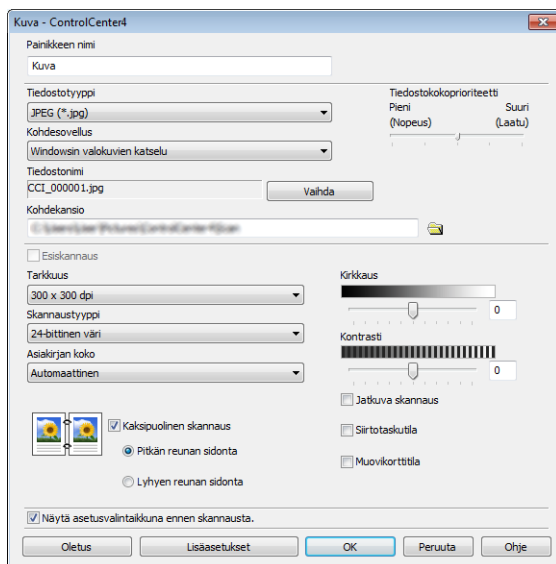 Kuva - ControlCenter4
Painikkeen nimi
Kuva
Tiedostotyyppi
JPEG (*.jpg)
Tiedostokokoprioriteetti
Pieni Suuri
(Nopeus) (Laatu)
Kohdesovellus
Windowsin valokuvien katselu
Tiedostonimi
CCI_000001.jpg
Vaihda
Kohdekansio
Esiskannaus
Tarkkuus
300 x 300 dpi
Skannaustyyppi
24-bittinen väri
Asiakirjan koko
Automaattinen
Kirkkaus
0
Kontrasti
0
Kaksipuolinen skannaus
Pitkän reunan sidonta
Lyhyen reunan sidonta
Jatkuva skannaus
Siirtotaskutila
Muovikorttitila
Näytä asetusvalintaikkuna ennen skannausta.
Oletus Lisäasetukset OK Peruuta Ohje